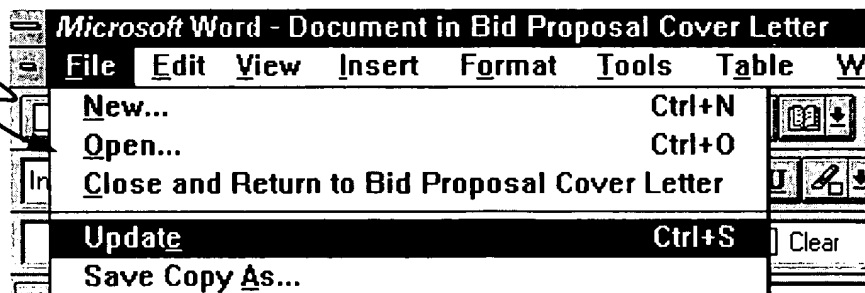 Microsoft Word - Document in Bid Proposal Cover Letter
File Edit View Insert Format Tools Table W
New... Ctrl+N
Open... Ctrl+O
In
Close and Return to Bid Proposal Cover Letter U
Update Ctrl+S Clear
Save Copy As...